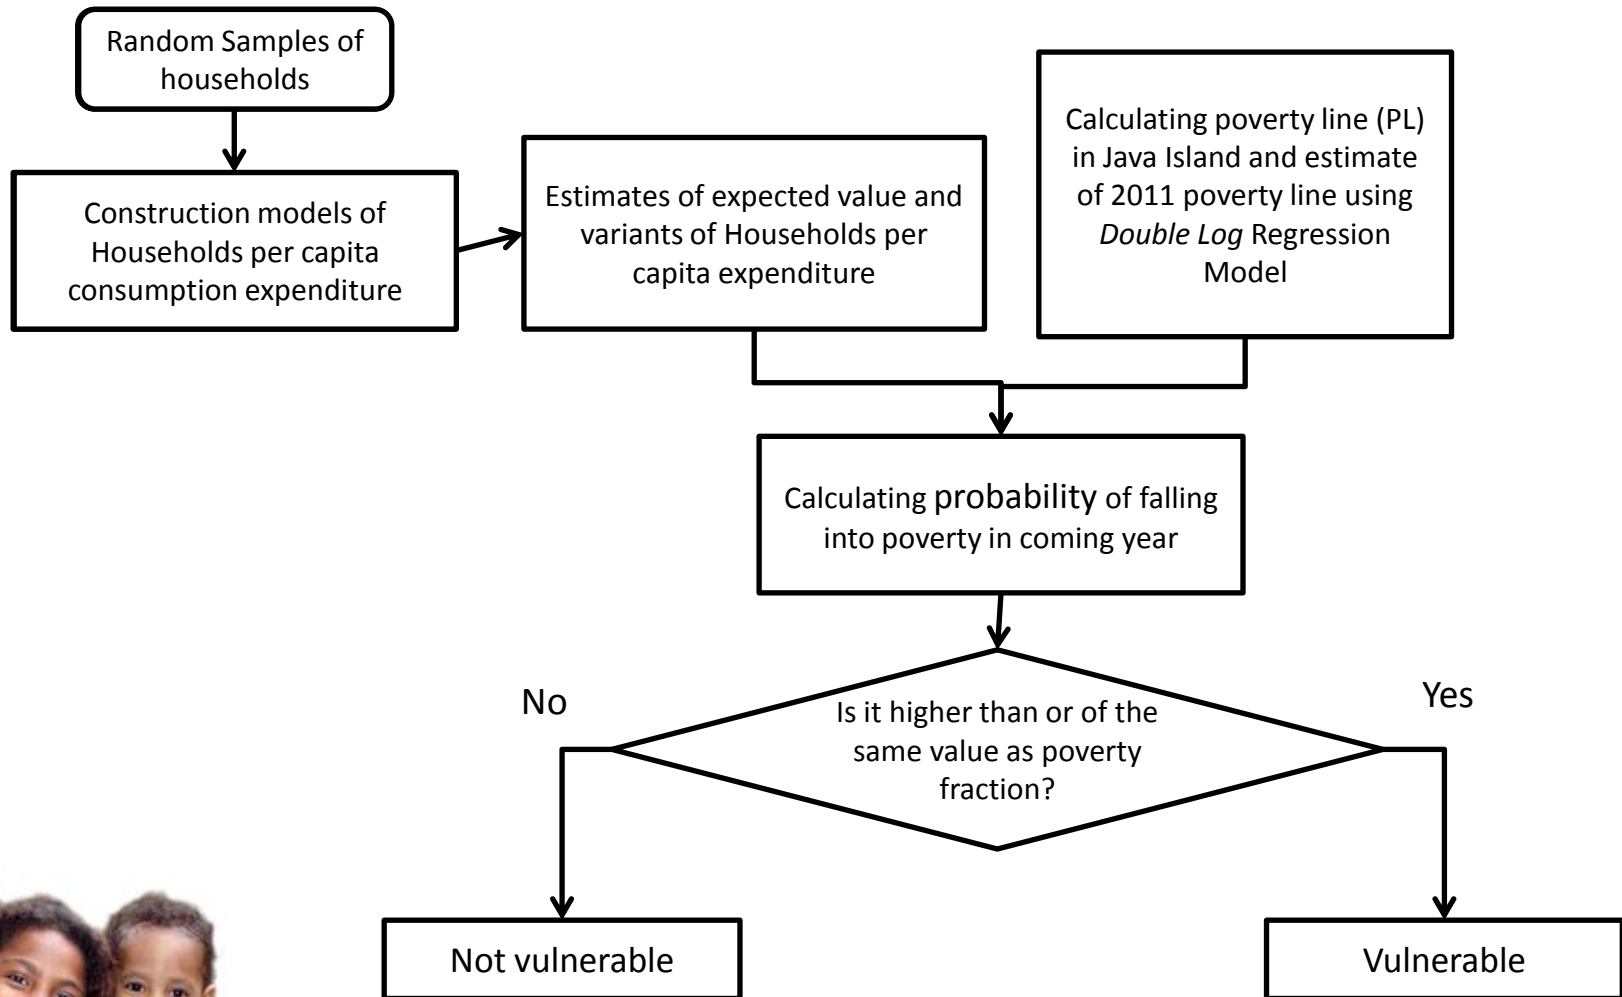 Random Samples of
households
Construction models of
Households per capita
consumption expenditure
Estimates of expected value and
variants of Households per
capita expenditure
Calculating poverty line (PL)
in Java Island and estimate
of 2011 poverty line using
Double Log Regression
Model
Calculating probability of falling
into poverty in coming year
Is it higher than or of the
same value as poverty
fraction?
No
Yes
Not vulnerable
Vulnerable